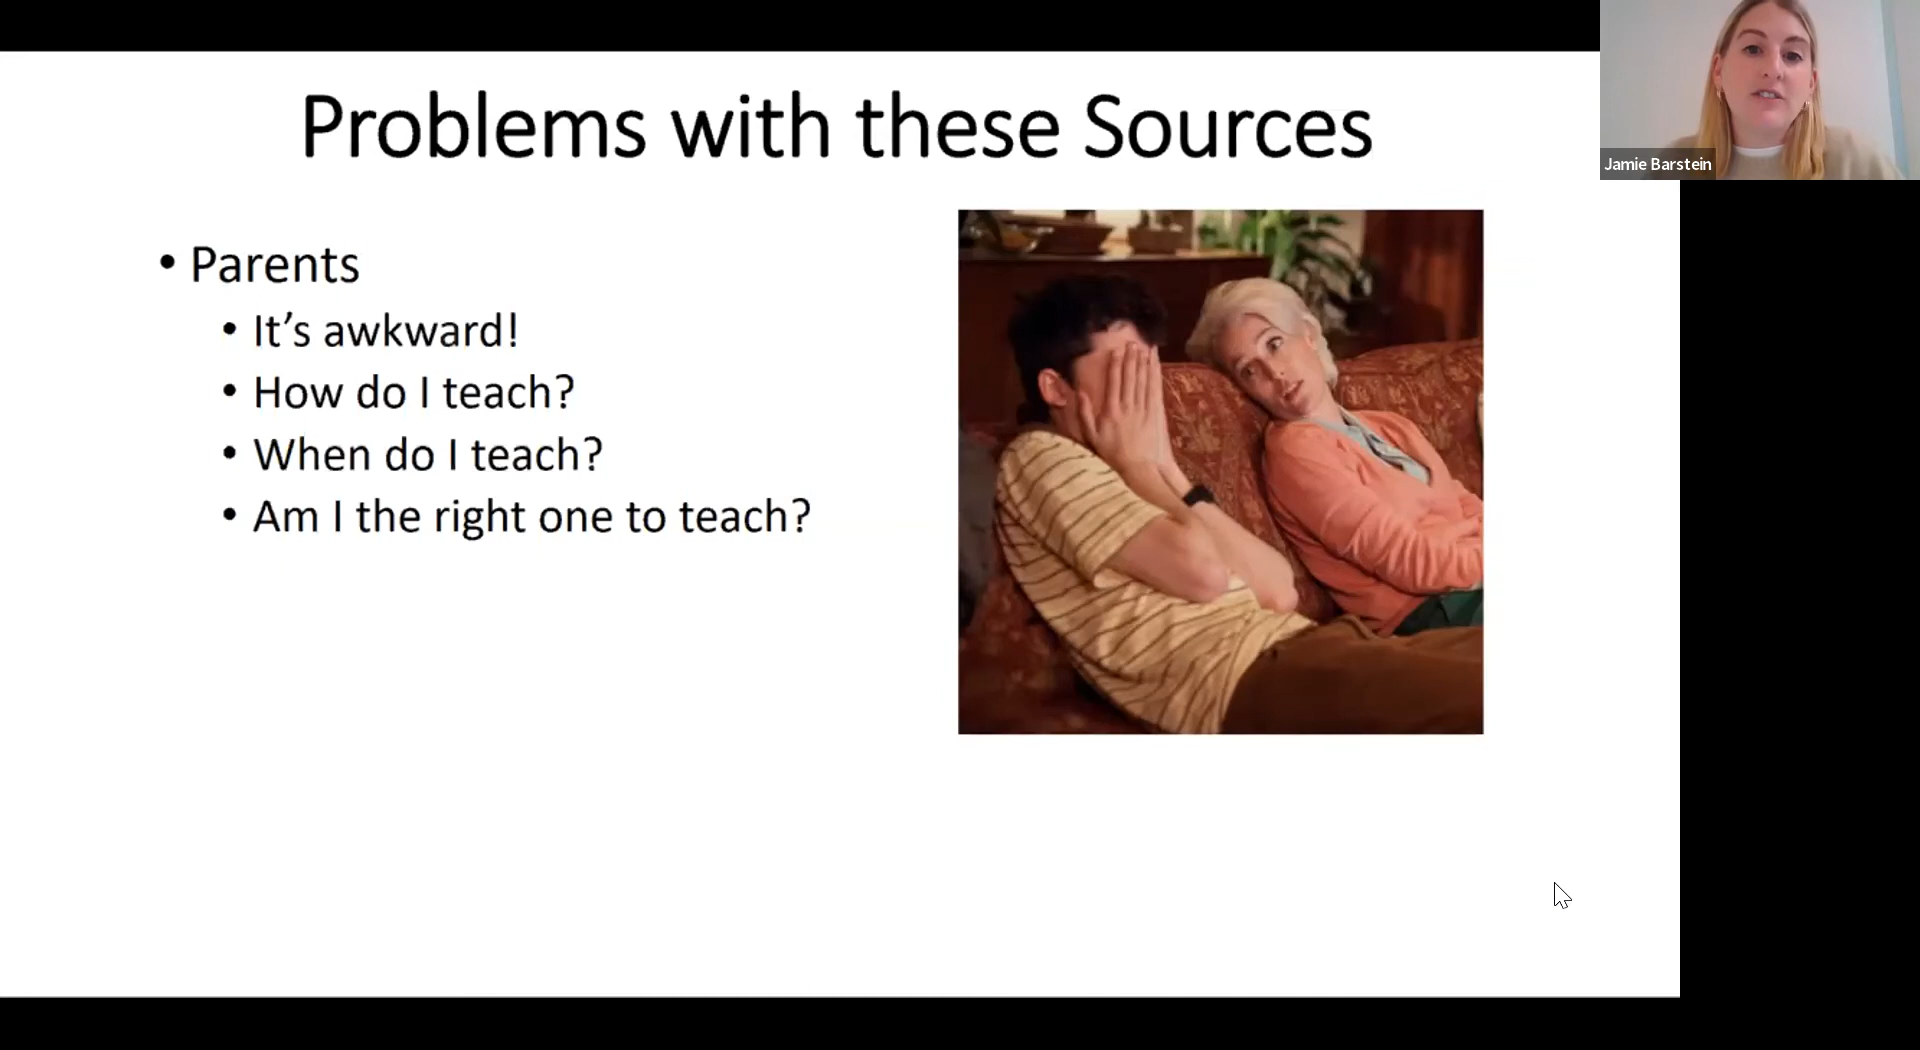 Problems with these Sources
• Parents
• It’s awkward!
• How do I teach?
• When do I teach?
• Am I the right one to teach?
Jamie Barstein